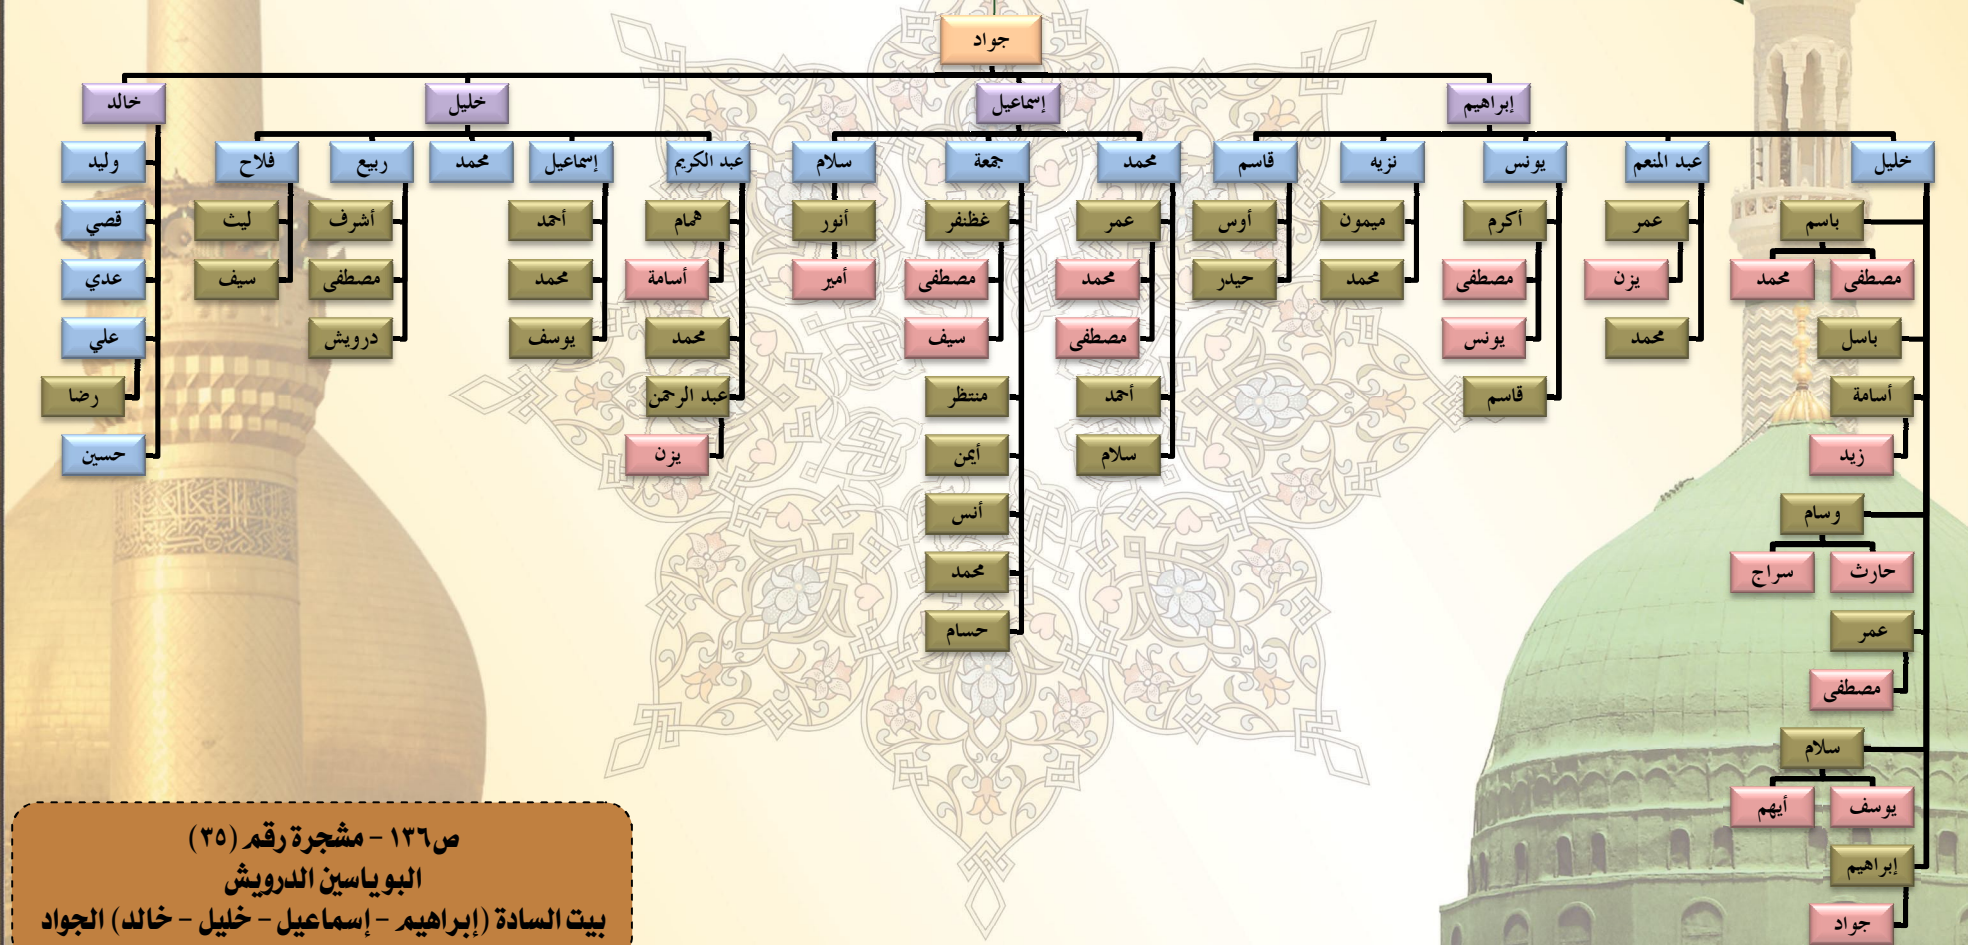 جواد
إبراهيم
إسماعيل
خليل
خالد
خليل
عبد المنعم
يونس
نزيه
قاسم
محمد
جمعة
سلام
عبد الكريم
إسماعيل
محمد
ربيع
فلاح
وليد
باسم
عمر
أكرم
ميمون
أوس
عمر
غظنفر
أنور
همام
أحمد
أشرف
ليث
قصي
مصطفى
محمد
يزن
مصطفى
محمد
حيدر
محمد
مصطفى
أمير
أسامة
محمد
مصطفى
سيف
عدي
باسل
محمد
يونس
مصطفى
سيف
محمد
يوسف
درويش
علي
أسامة
قاسم
أحمد
منتظر
عبد الرحمن
رضا
زيد
سلام
أيمن
يزن
حسين
وسام
أنس
حارث
سراج
محمد
عمر
حسام
مصطفى
سلام
يوسف
أيهم
إبراهيم
جواد
ص١٣٦ - مشجرة رقم (٣٥)
البو ياسين الدرويش
بيت السادة (إبراهيم - إسماعيل - خليل - خالد) الجواد